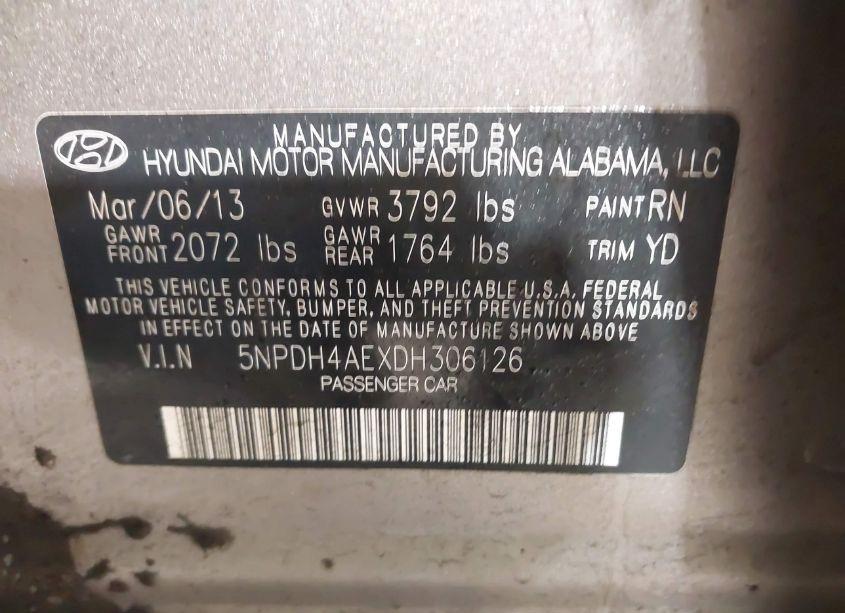 MANUFACTURED BY
HYUNDAI MOTOR MANUFACTURING ALABAMA, LLC
Mar/06/13 GVWR 3792 lbs PAINT RN
GAWR FRONT 2072 lbs GAWR REAR 1764 lbs TRIM YD
THIS VEHICLE CONFORMS TO ALL APPLICABLE U.S.A. FEDERAL
MOTOR VEHICLE SAFETY, BUMPER, AND THEFT PREVENTION STANDARDS
IN EFFECT ON THE DATE OF MANUFACTURE SHOWN ABOVE
V.I.N 5NPDH4AEXDH306126
PASSENGER CAR